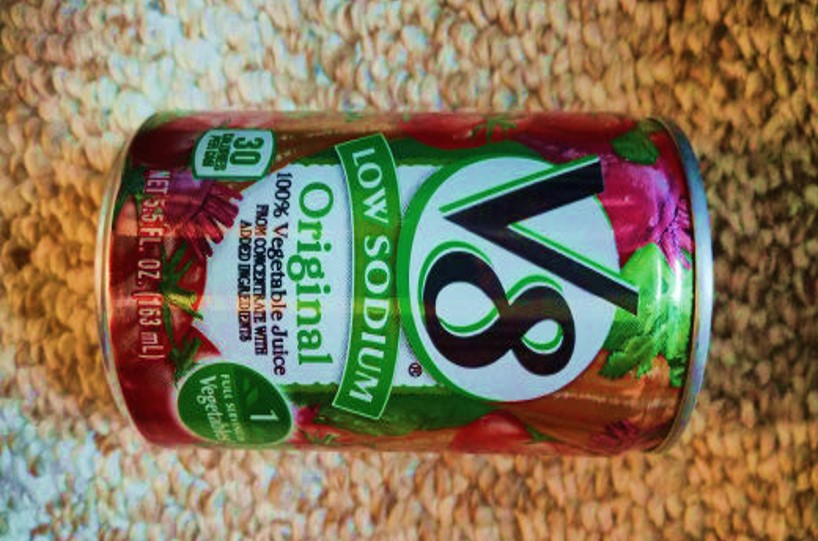 V8
®
LOW SODIUM
Original
100% Vegetable Juice
FROM CONCENTRATE WITH
ADDED INGREDIENTS
30
CALORIES
PER CAN
1
FULL SERVING
Vegetables
NET 5.5 FL. OZ. (163 mL)